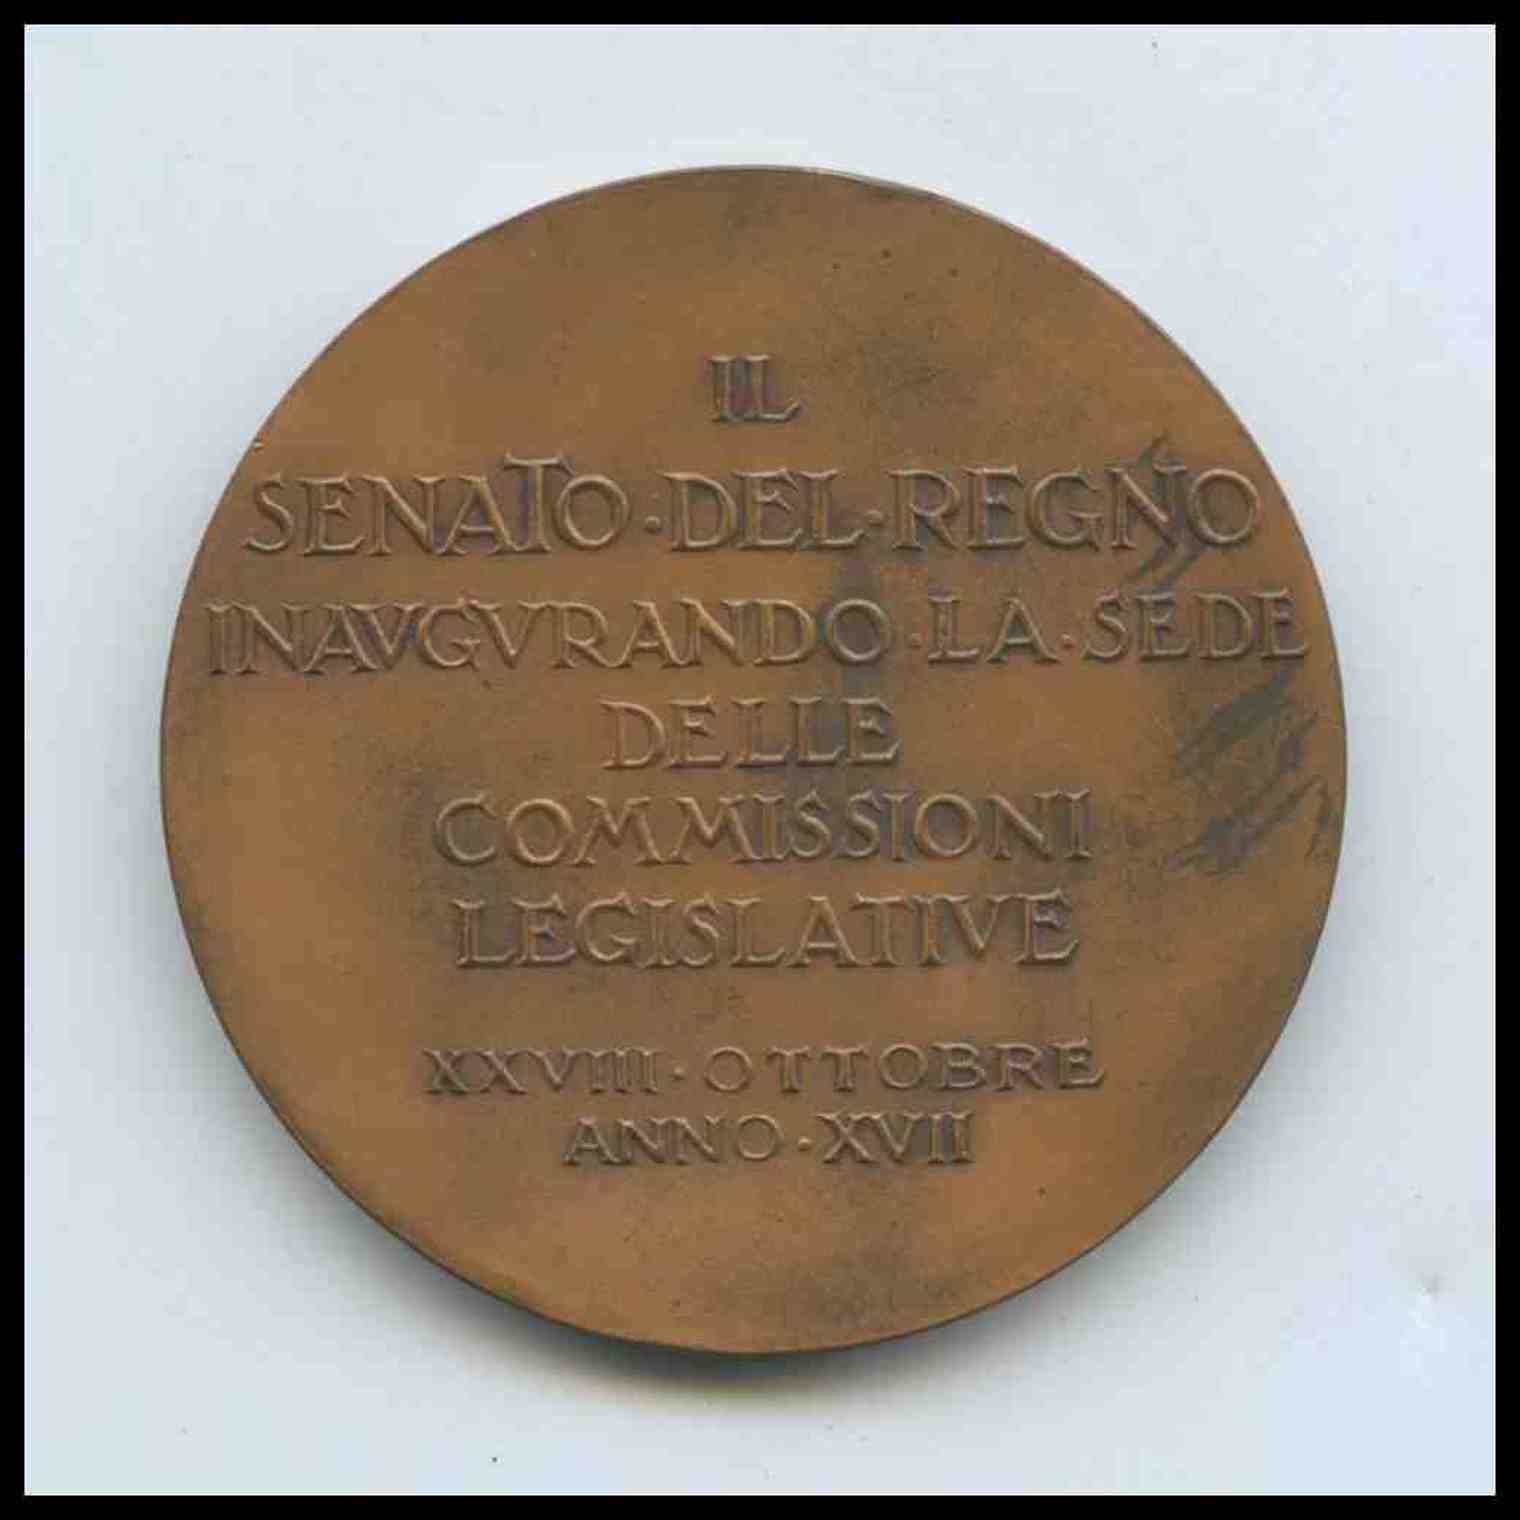 IL
SENATO·DEL·REGNO
INAVGVRANDO·LA·SEDE
DELLE
COMMISSIONI
LEGISLATIVE
XXVIII·OTTOBRE
ANNO·XVII